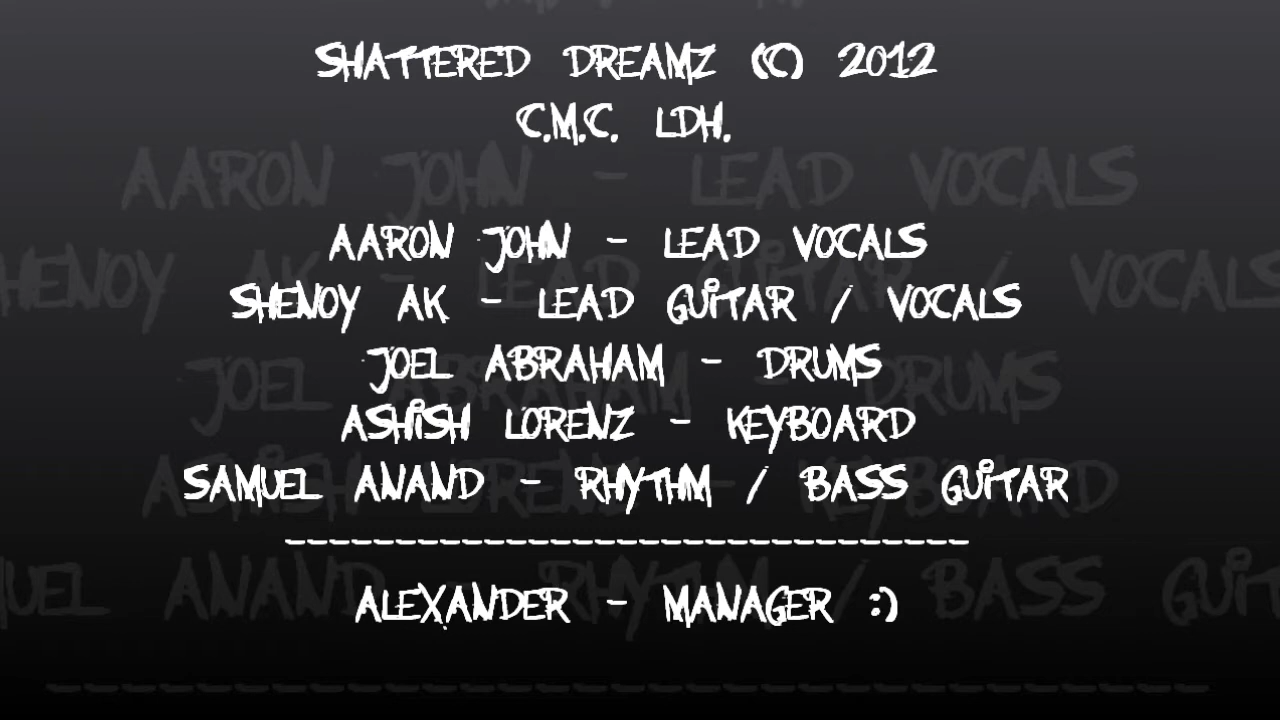 SHATTERED DREAMZ (C) 2012
C.M.C. LDH.
AARON JOHN - LEAD VOCALS
SHENOY AK - LEAD GUiTAR / VOCALS
JOEL ABRAHAM - DRUMS
ASHiSH LORENZ - KEYBOARD
SAMUEL ANAND - RHYTHM / BASS GUiTAR
--------------------------------
ALEXANDER - MANAGER :)